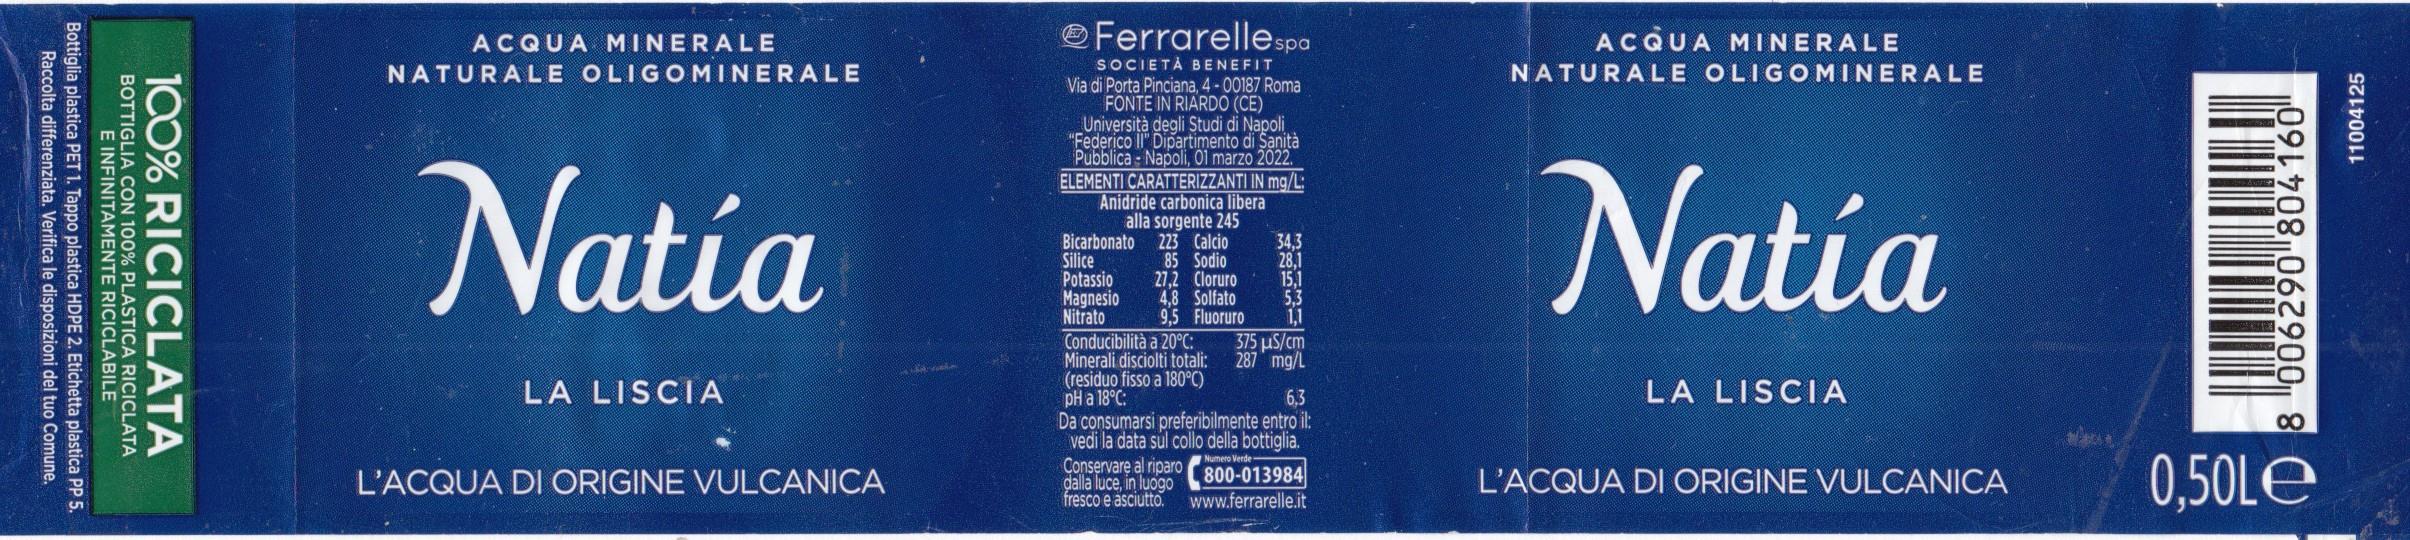 100% RICICLATA
BOTTIGLIA CON 100% PLASTICA RICICLATA
E INFINITAMENTE RICICLABILE
Bottiglia plastica PET 1. Tappo plastica HDPE 2. Etichetta plastica PP 5.
Raccolta differenziata. Verifica le disposizioni del tuo Comune.
ACQUA MINERALE
NATURALE OLIGOMINERALE
Natía
LA LISCIA
L'ACQUA DI ORIGINE VULCANICA
Ferrarelle spa
SOCIETÀ BENEFIT
Via di Porta Pinciana, 4 - 00187 Roma
FONTE IN RIARDO (CE)
Università degli Studi di Napoli
"Federico II" Dipartimento di Sanità
Pubblica - Napoli, 01 marzo 2022.
ELEMENTI CARATTERIZZANTI IN mg/L:
Anidride carbonica libera
alla sorgente 245
Bicarbonato 223 Calcio 34,3
Silice 85 Sodio 28,1
Potassio 27,2 Cloruro 15,1
Magnesio 4,8 Solfato 5,3
Nitrato 9,5 Fluoruro 1,1
Conducibilità a 20°C: 375 µS/cm
Minerali disciolti totali: 287 mg/L
(residuo fisso a 180°C)
pH a 18°C: 6,3
Da consumarsi preferibilmente entro il:
vedi la data sul collo della bottiglia.
Conservare al riparo
dalla luce, in luogo
fresco e asciutto.
Numero Verde
800-013984
www.ferrarelle.it
ACQUA MINERALE
NATURALE OLIGOMINERALE
Natía
LA LISCIA
L'ACQUA DI ORIGINE VULCANICA
8 006290 804160
11004125
0,50L e